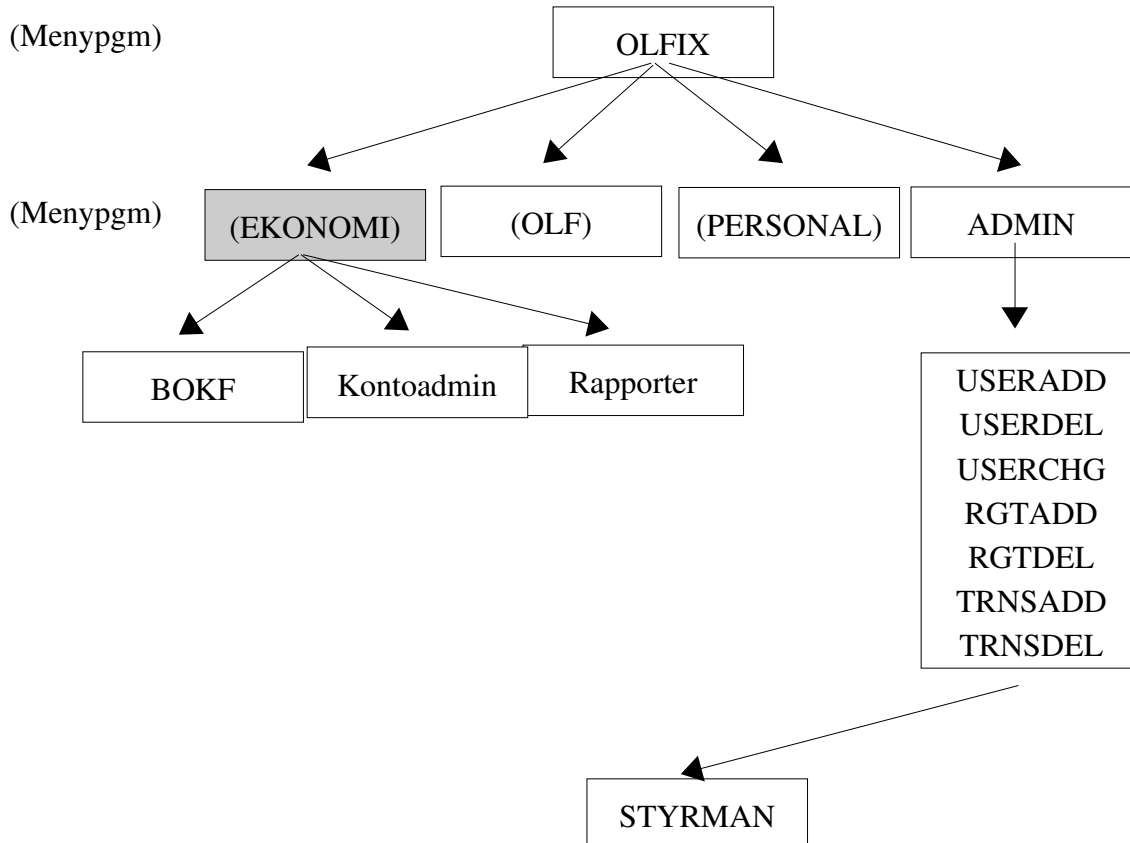 (Menypgm)
OLFIX
(Menypgm)
(EKONOMI)
(OLF)
(PERSONAL)
ADMIN
BOKF
Kontoadmin
Rapporter
USERADD
USERDEL
USERCHG
RGTADD
RGTDEL
TRNSADD
TRNSDEL
STYRMAN